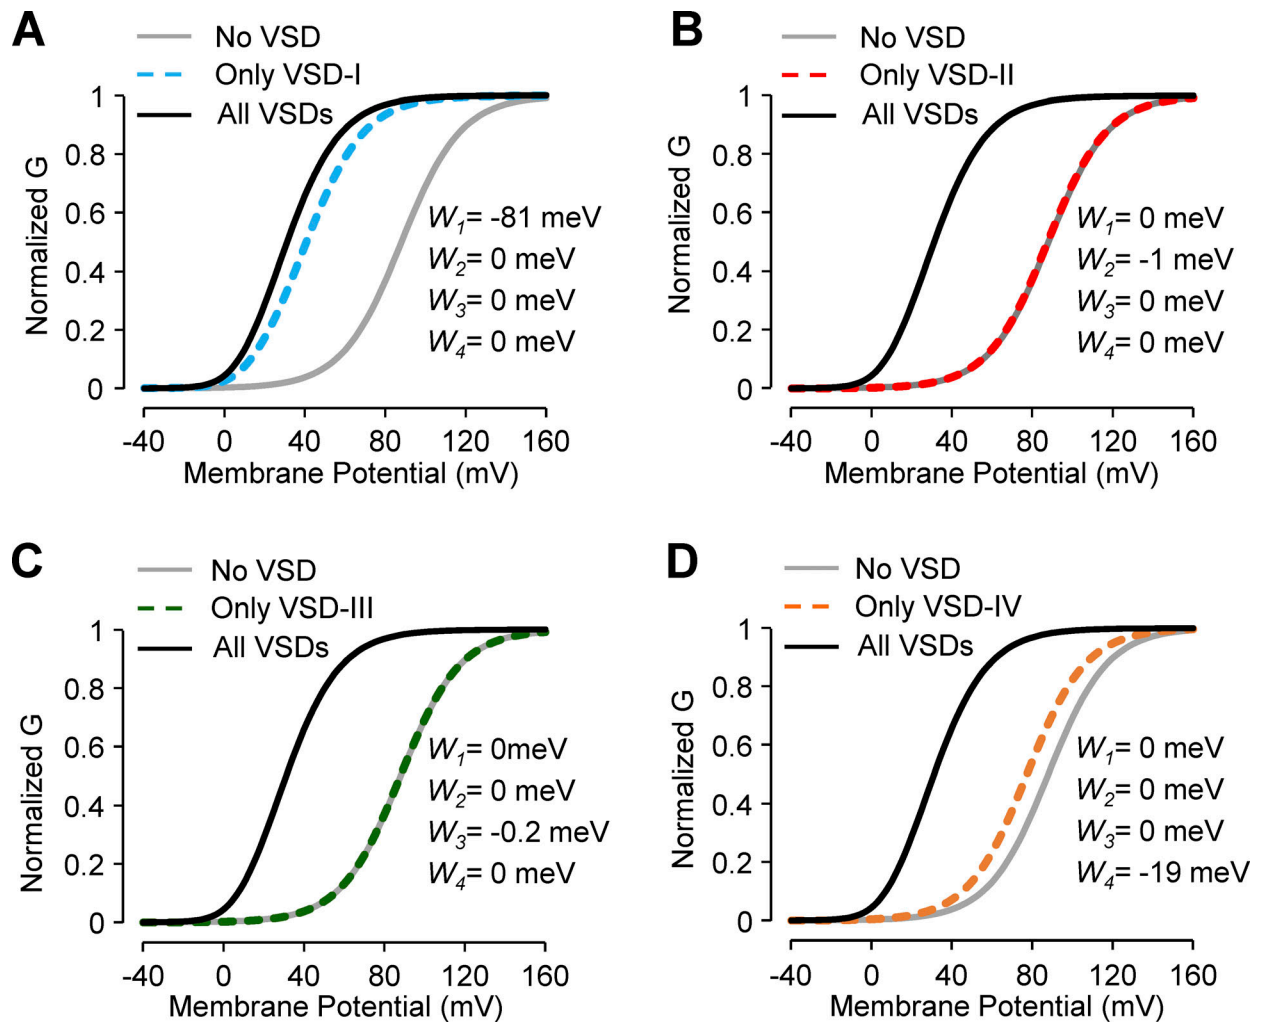 A
No VSD
Only VSD-I
All VSDs
Normalized G
1
0.8
0.6
0.4
0.2
0
W1= -81 meV
W2= 0 meV
W3= 0 meV
W4= 0 meV
-40 0 40 80 120 160
Membrane Potential (mV)
B
No VSD
Only VSD-II
All VSDs
Normalized G
1
0.8
0.6
0.4
0.2
0
W1= 0 meV
W2= -1 meV
W3= 0 meV
W4= 0 meV
-40 0 40 80 120 160
Membrane Potential (mV)
C
No VSD
Only VSD-III
All VSDs
Normalized G
1
0.8
0.6
0.4
0.2
0
W1= 0meV
W2= 0 meV
W3= -0.2 meV
W4= 0 meV
-40 0 40 80 120 160
Membrane Potential (mV)
D
No VSD
Only VSD-IV
All VSDs
Normalized G
1
0.8
0.6
0.4
0.2
0
W1= 0 meV
W2= 0 meV
W3= 0 meV
W4= -19 meV
-40 0 40 80 120 160
Membrane Potential (mV)